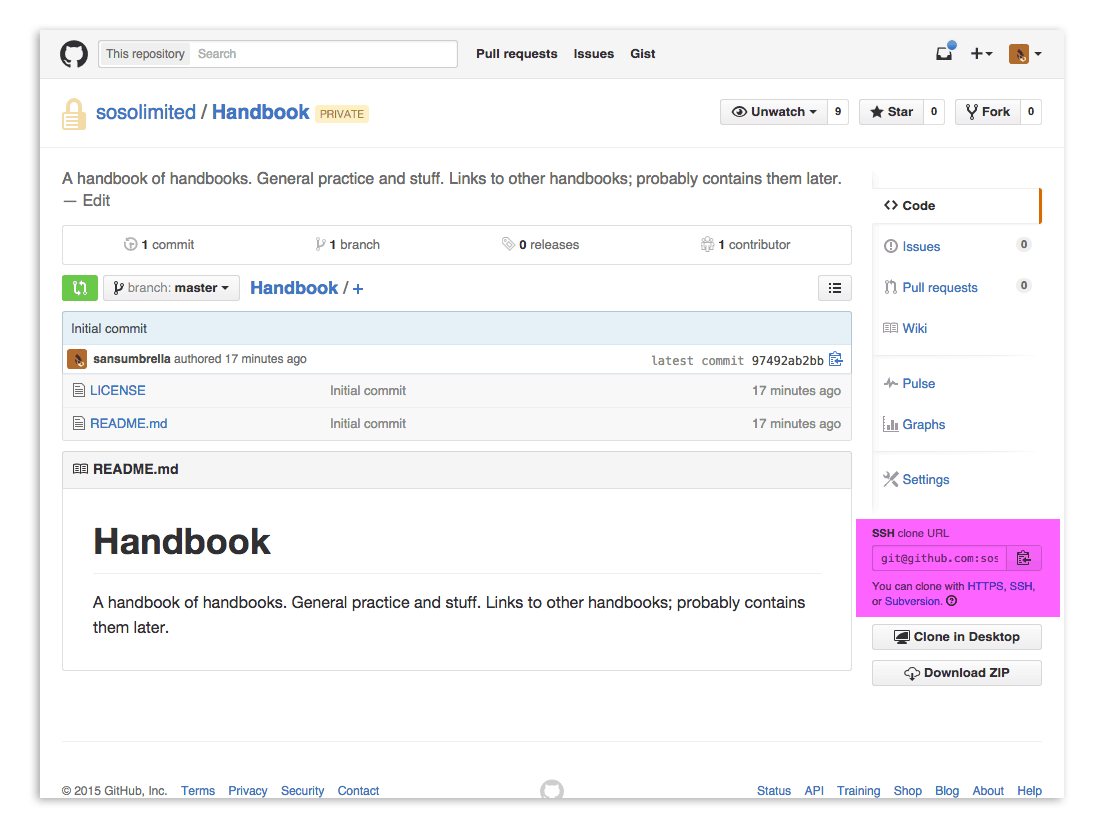 This repository Search Pull requests Issues Gist
sosolimited / Handbook PRIVATE Unwatch 9 Star 0 Fork 0
A handbook of handbooks. General practice and stuff. Links to other handbooks; probably contains them later.
— Edit
1 commit 1 branch 0 releases 1 contributor
branch: master Handbook / +
Initial commit
sansumbrella authored 17 minutes ago latest commit 97492ab2bb
LICENSE Initial commit 17 minutes ago
README.md Initial commit 17 minutes ago
README.md
Handbook
A handbook of handbooks. General practice and stuff. Links to other handbooks; probably contains
them later.
Code
Issues 0
Pull requests 0
Wiki
Pulse
Graphs
Settings
SSH clone URL
git@github.com:sos
You can clone with HTTPS, SSH,
or Subversion.
Clone in Desktop
Download ZIP
© 2015 GitHub, Inc. Terms Privacy Security Contact Status API Training Shop Blog About Help